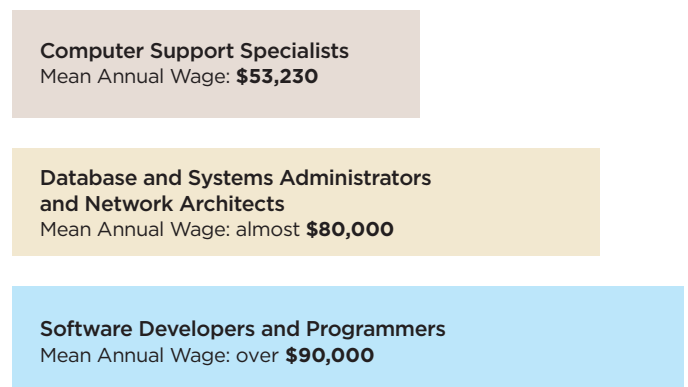 Computer Support Specialists
Mean Annual Wage: $53,230
Database and Systems Administrators
and Network Architects
Mean Annual Wage: almost $80,000
Software Developers and Programmers
Mean Annual Wage: over $90,000